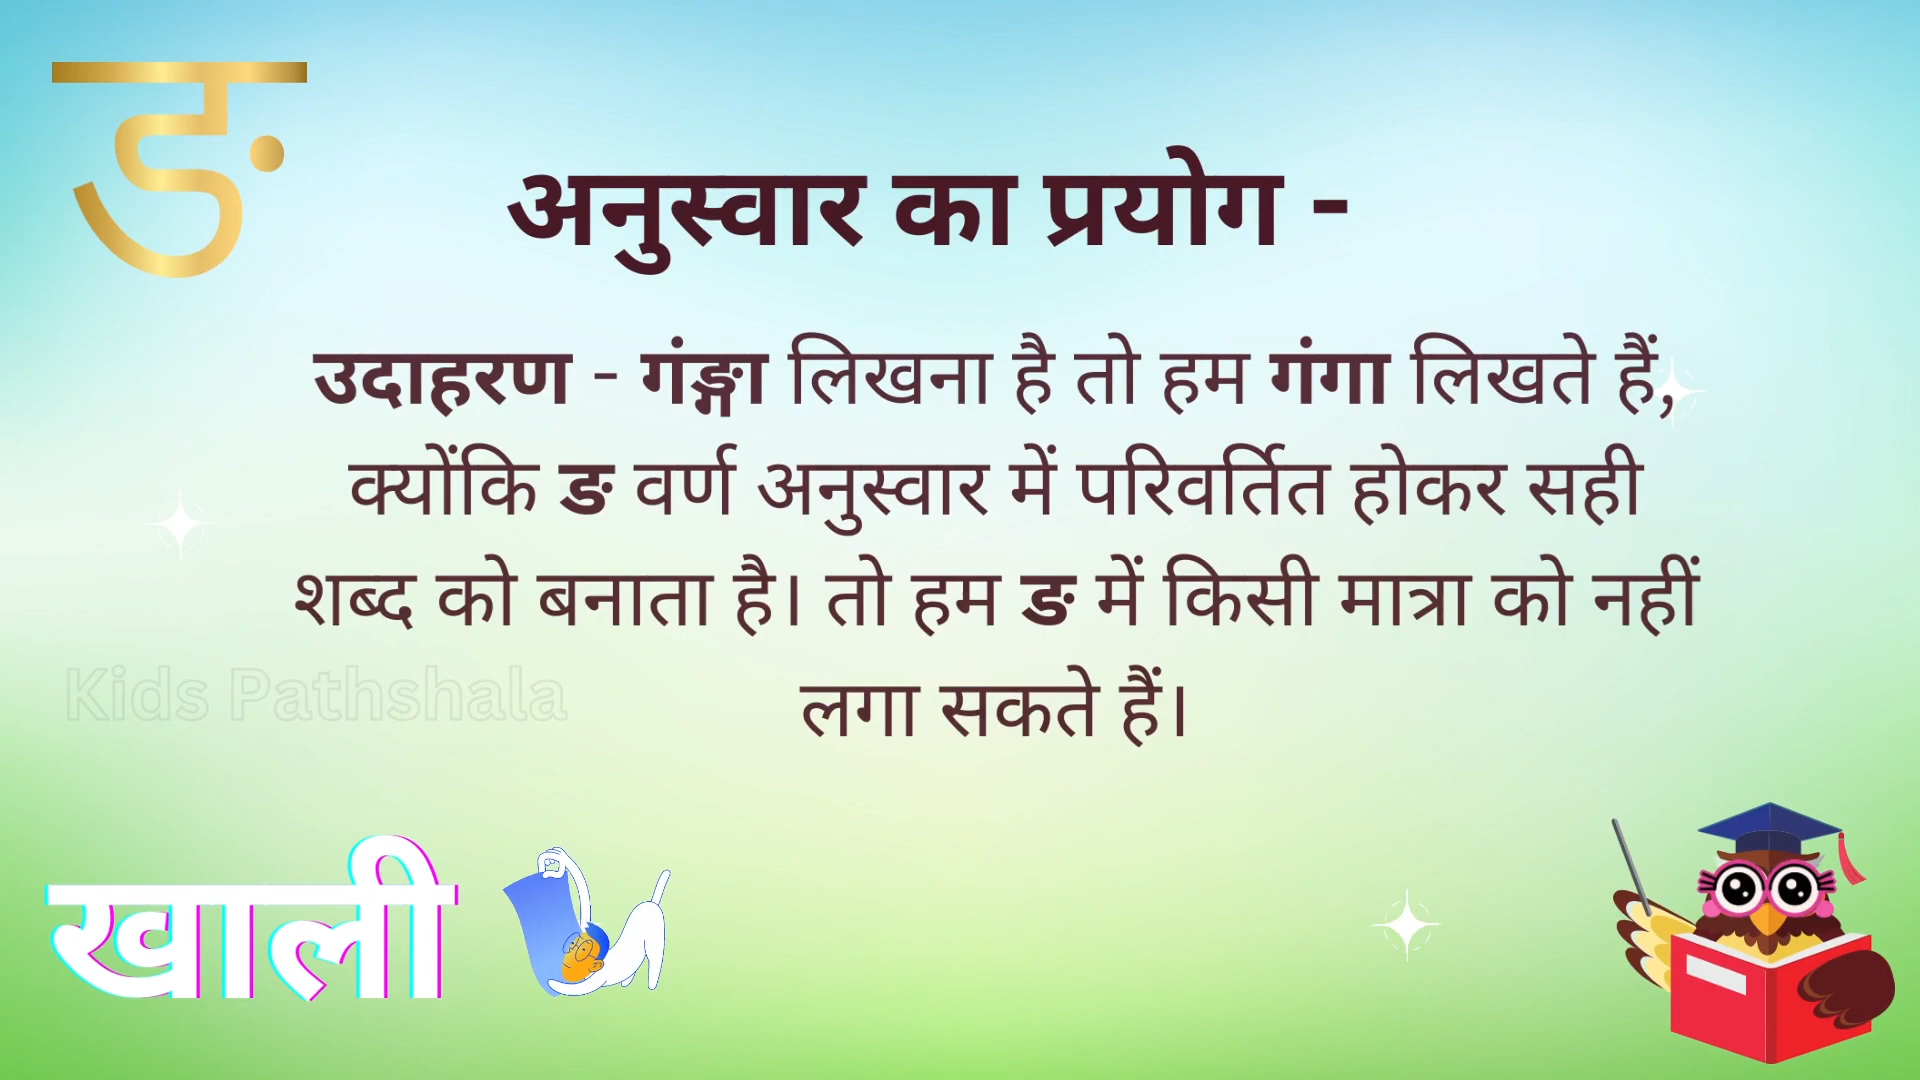 ङ
अनुस्वार का प्रयोग -
उदाहरण - गंङ्गा लिखना है तो हम गंगा लिखते हैं,
क्योंकि ङ वर्ण अनुस्वार में परिवर्तित होकर सही
शब्द को बनाता है। तो हम ङ में किसी मात्रा को नहीं
लगा सकते हैं।
Kids Pathshala
खाली